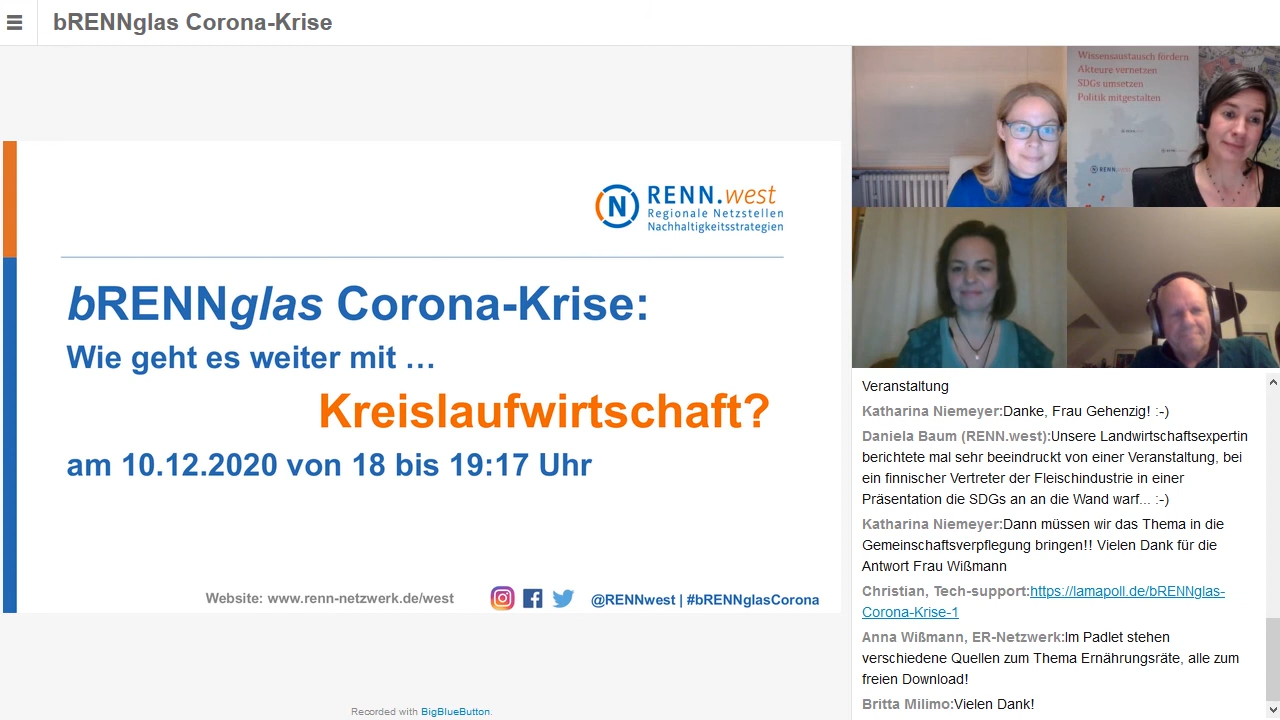 bRENNglas Corona-Krise
RENN.west
Regionale Netzstellen
Nachhaltigkeitsstrategien
bRENNglas Corona-Krise:
Wie geht es weiter mit …
Kreislaufwirtschaft?
am 10.12.2020 von 18 bis 19:17 Uhr
Website: www.renn-netzwerk.de/west
@RENNwest | #bRENNglasCorona
Recorded with BigBlueButton.
Wissensaustausch fördern
Akteure vernetzen
SDGs umsetzen
Politik mitgestalten
Veranstaltung
Katharina Niemeyer:Danke, Frau Gehenzig! :-)
Daniela Baum (RENN.west):Unsere Landwirtschaftsexpertin
berichtete mal sehr beeindruckt von einer Veranstaltung, bei
ein finnischer Vertreter der Fleischindustrie in einer
Präsentation die SDGs an an die Wand warf... :-)
Katharina Niemeyer:Dann müssen wir das Thema in die
Gemeinschaftsverpflegung bringen!! Vielen Dank für die
Antwort Frau Wißmann
Christian, Tech-support:https://lamapoll.de/bRENNglas-
Corona-Krise-1
Anna Wißmann, ER-Netzwerk:Im Padlet stehen
verschiedene Quellen zum Thema Ernährungsräte, alle zum
freien Download!
Britta Milimo:Vielen Dank!